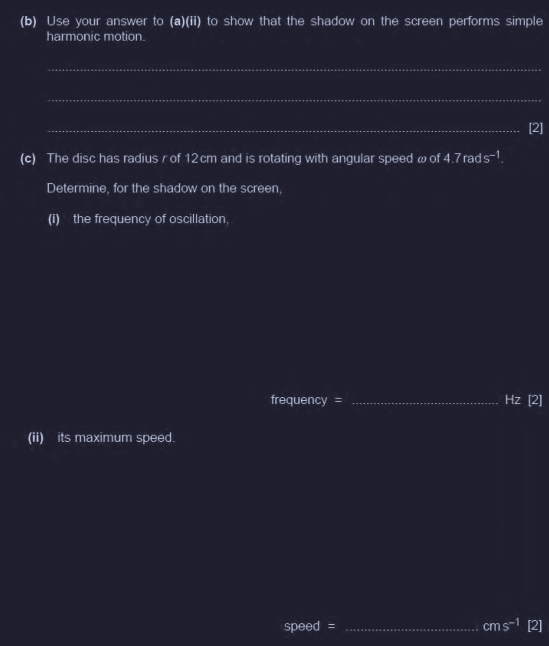 (b) Use your answer to (a)(ii) to show that the shadow on the screen performs simple
harmonic motion.
..........................................................................................................
..........................................................................................................
.................................................................................................... [2]
(c) The disc has radius r of 12 cm and is rotating with angular speed ω of 4.7 rad s⁻¹.
Determine, for the shadow on the screen,
(i) the frequency of oscillation,
frequency = .......................................... Hz [2]
(ii) its maximum speed.
speed = ...................................... cm s⁻¹ [2]